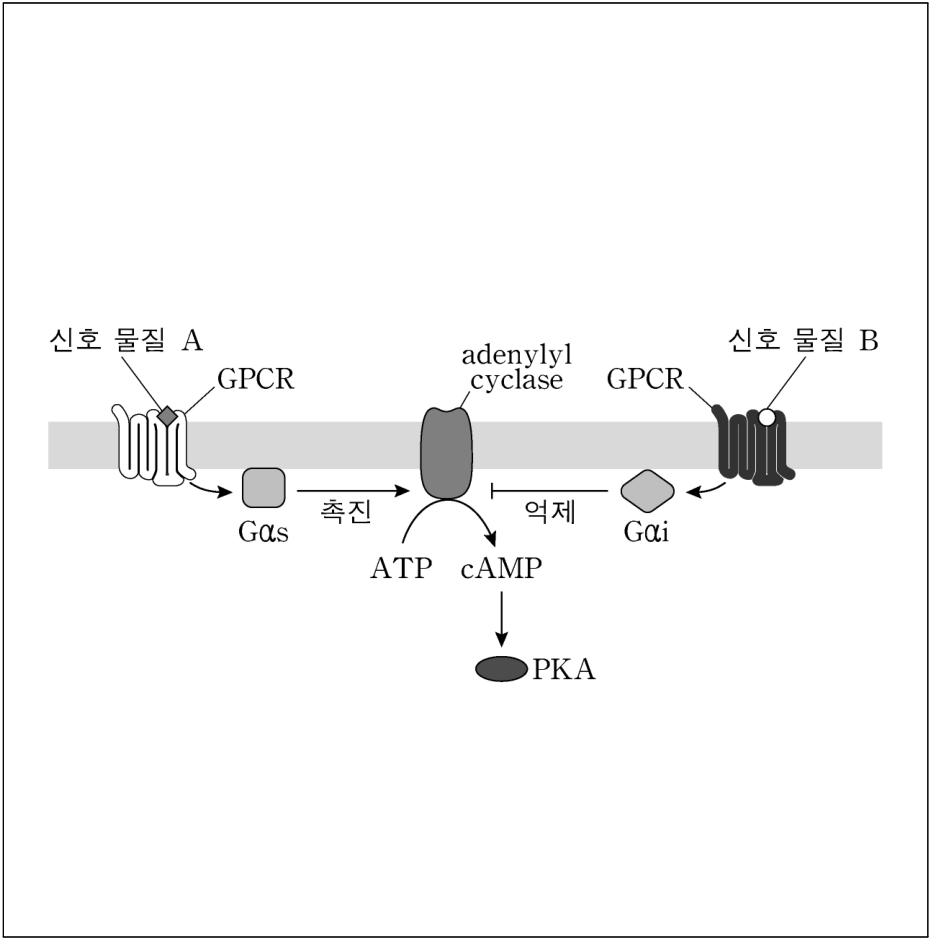 신호 물질 A
신호 물질 B
adenylyl
cyclase
GPCR
GPCR
촉진
억제
Gαs
Gαi
ATP
cAMP
PKA